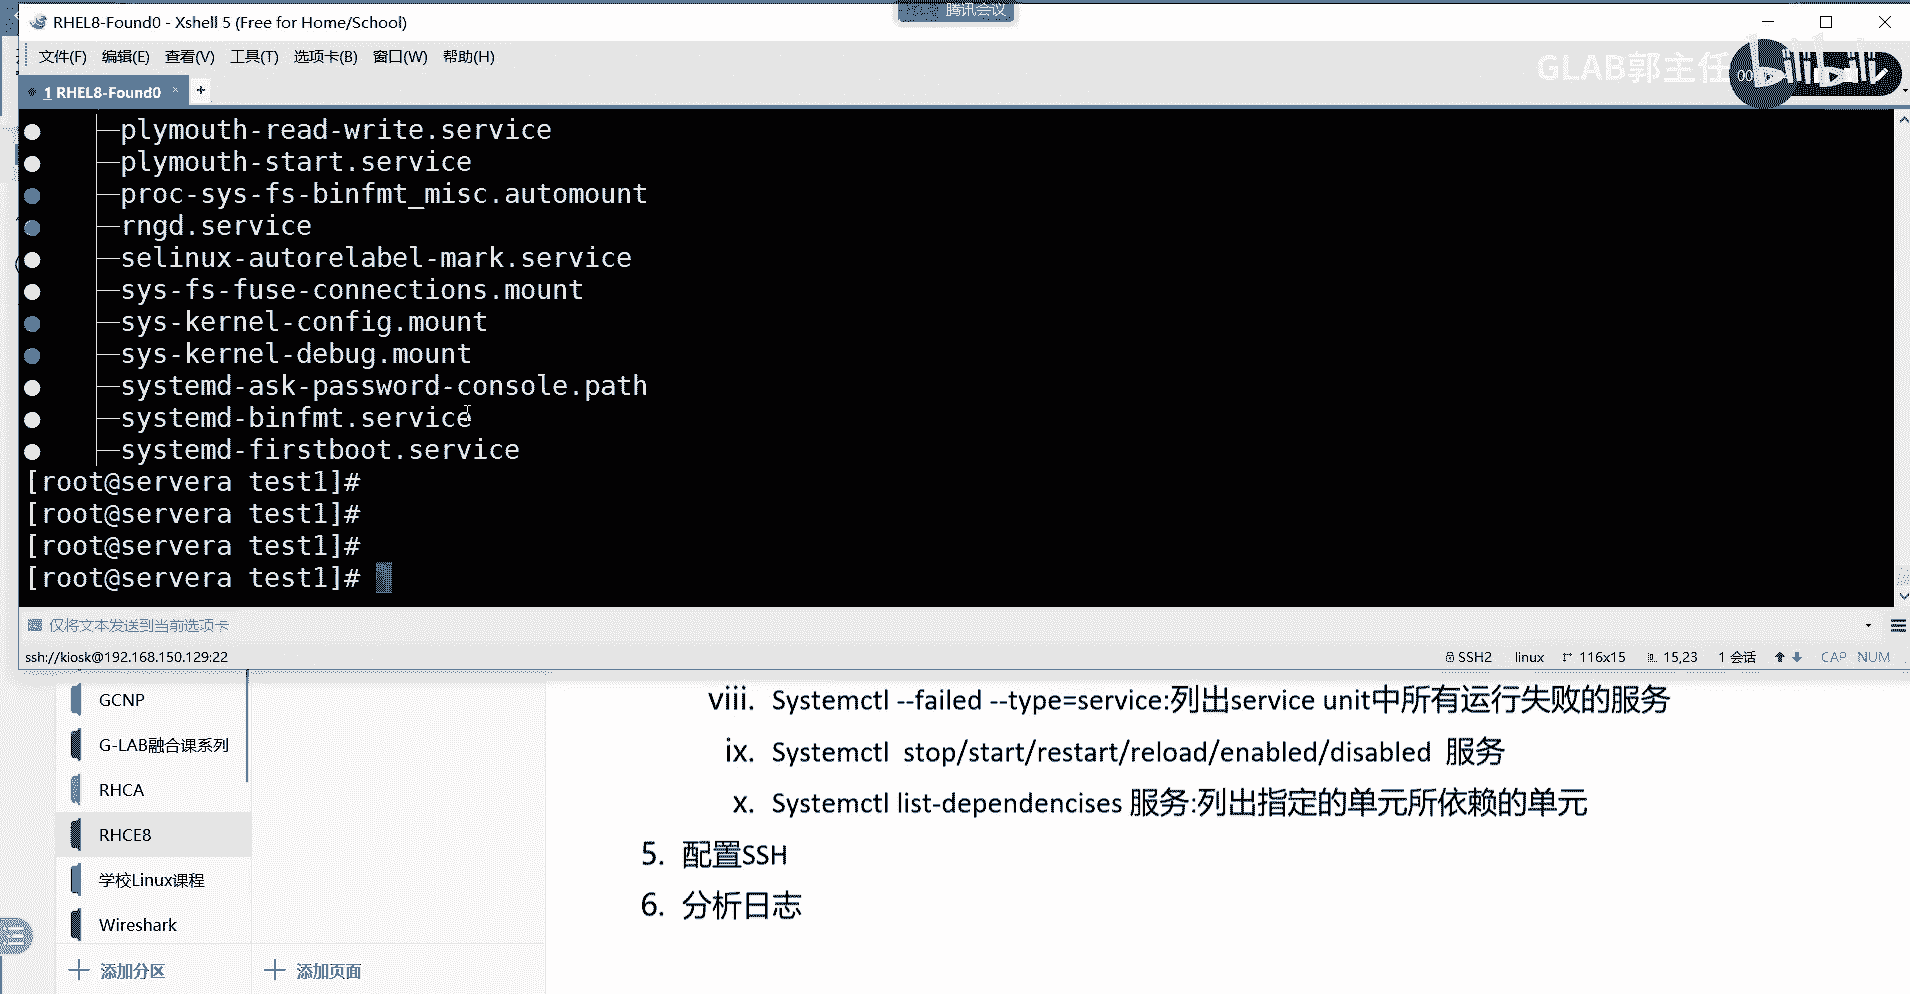 RHEL8-Found0 - Xshell 5 (Free for Home/School)
腾讯会议
文件(F) 编辑(E) 查看(V) 工具(T) 选项卡(B) 窗口(W) 帮助(H)
GLAB郭主任
bilibili
1 RHEL8-Found0 × +
├─plymouth-read-write.service
├─plymouth-start.service
├─proc-sys-fs-binfmt_misc.automount
├─rngd.service
├─selinux-autorelabel-mark.service
├─sys-fs-fuse-connections.mount
├─sys-kernel-config.mount
├─sys-kernel-debug.mount
├─systemd-ask-password-console.path
├─systemd-binfmt.service
├─systemd-firstboot.service
[root@servera test1]#
[root@servera test1]#
[root@servera test1]#
[root@servera test1]#
仅将文本发送到当前选项卡
ssh://kiosk@192.168.150.129:22 SSH2 linux 116x15 15,23 1 会话 CAP NUM
GCNP
G-LAB融合课系列
RHCA
RHCE8
学校Linux课程
Wireshark
添加分区
添加页面
viii. Systemctl --failed --type=service:列出service unit中所有运行失败的服务
ix. Systemctl stop/start/restart/reload/enabled/disabled 服务
x. Systemctl list-dependencises 服务:列出指定的单元所依赖的单元
5. 配置SSH
6. 分析日志